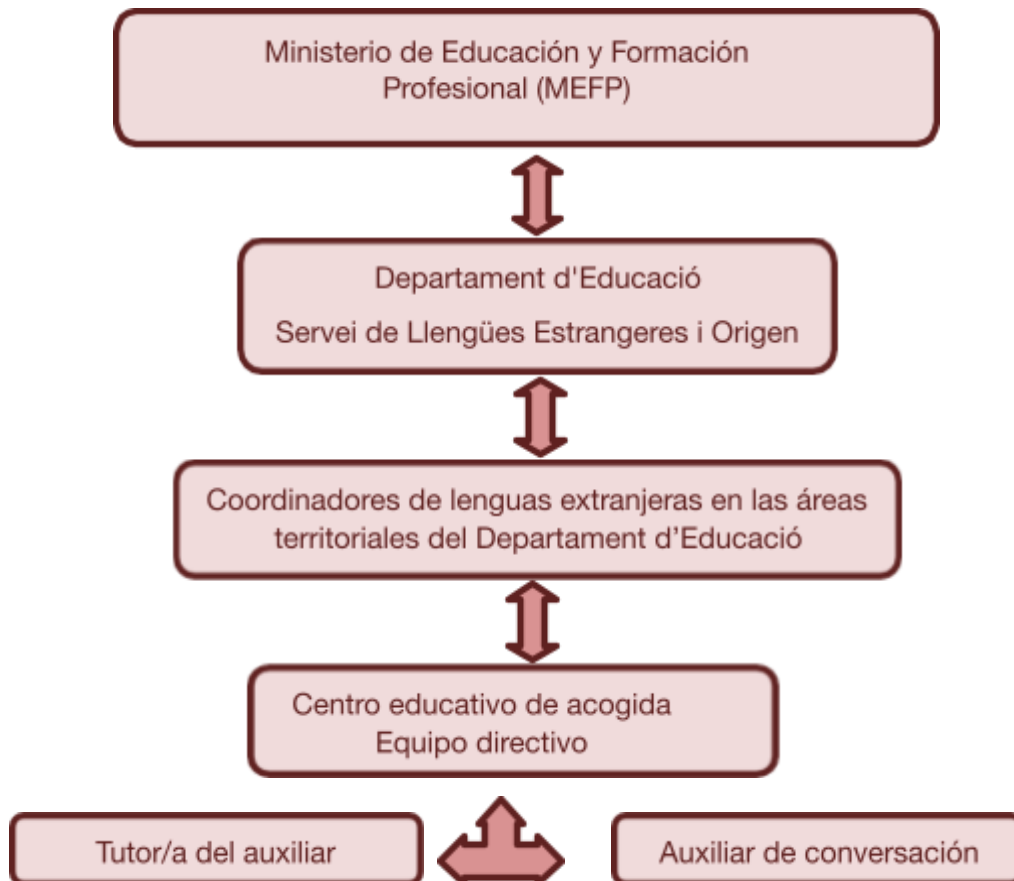 Ministerio de Educación y Formación
Profesional (MEFP)
Departament d'Educació
Servei de Llengües Estrangeres i Origen
Coordinadores de lenguas extranjeras en las áreas
territoriales del Departament d’Educació
Centro educativo de acogida
Equipo directivo
Tutor/a del auxiliar
Auxiliar de conversación